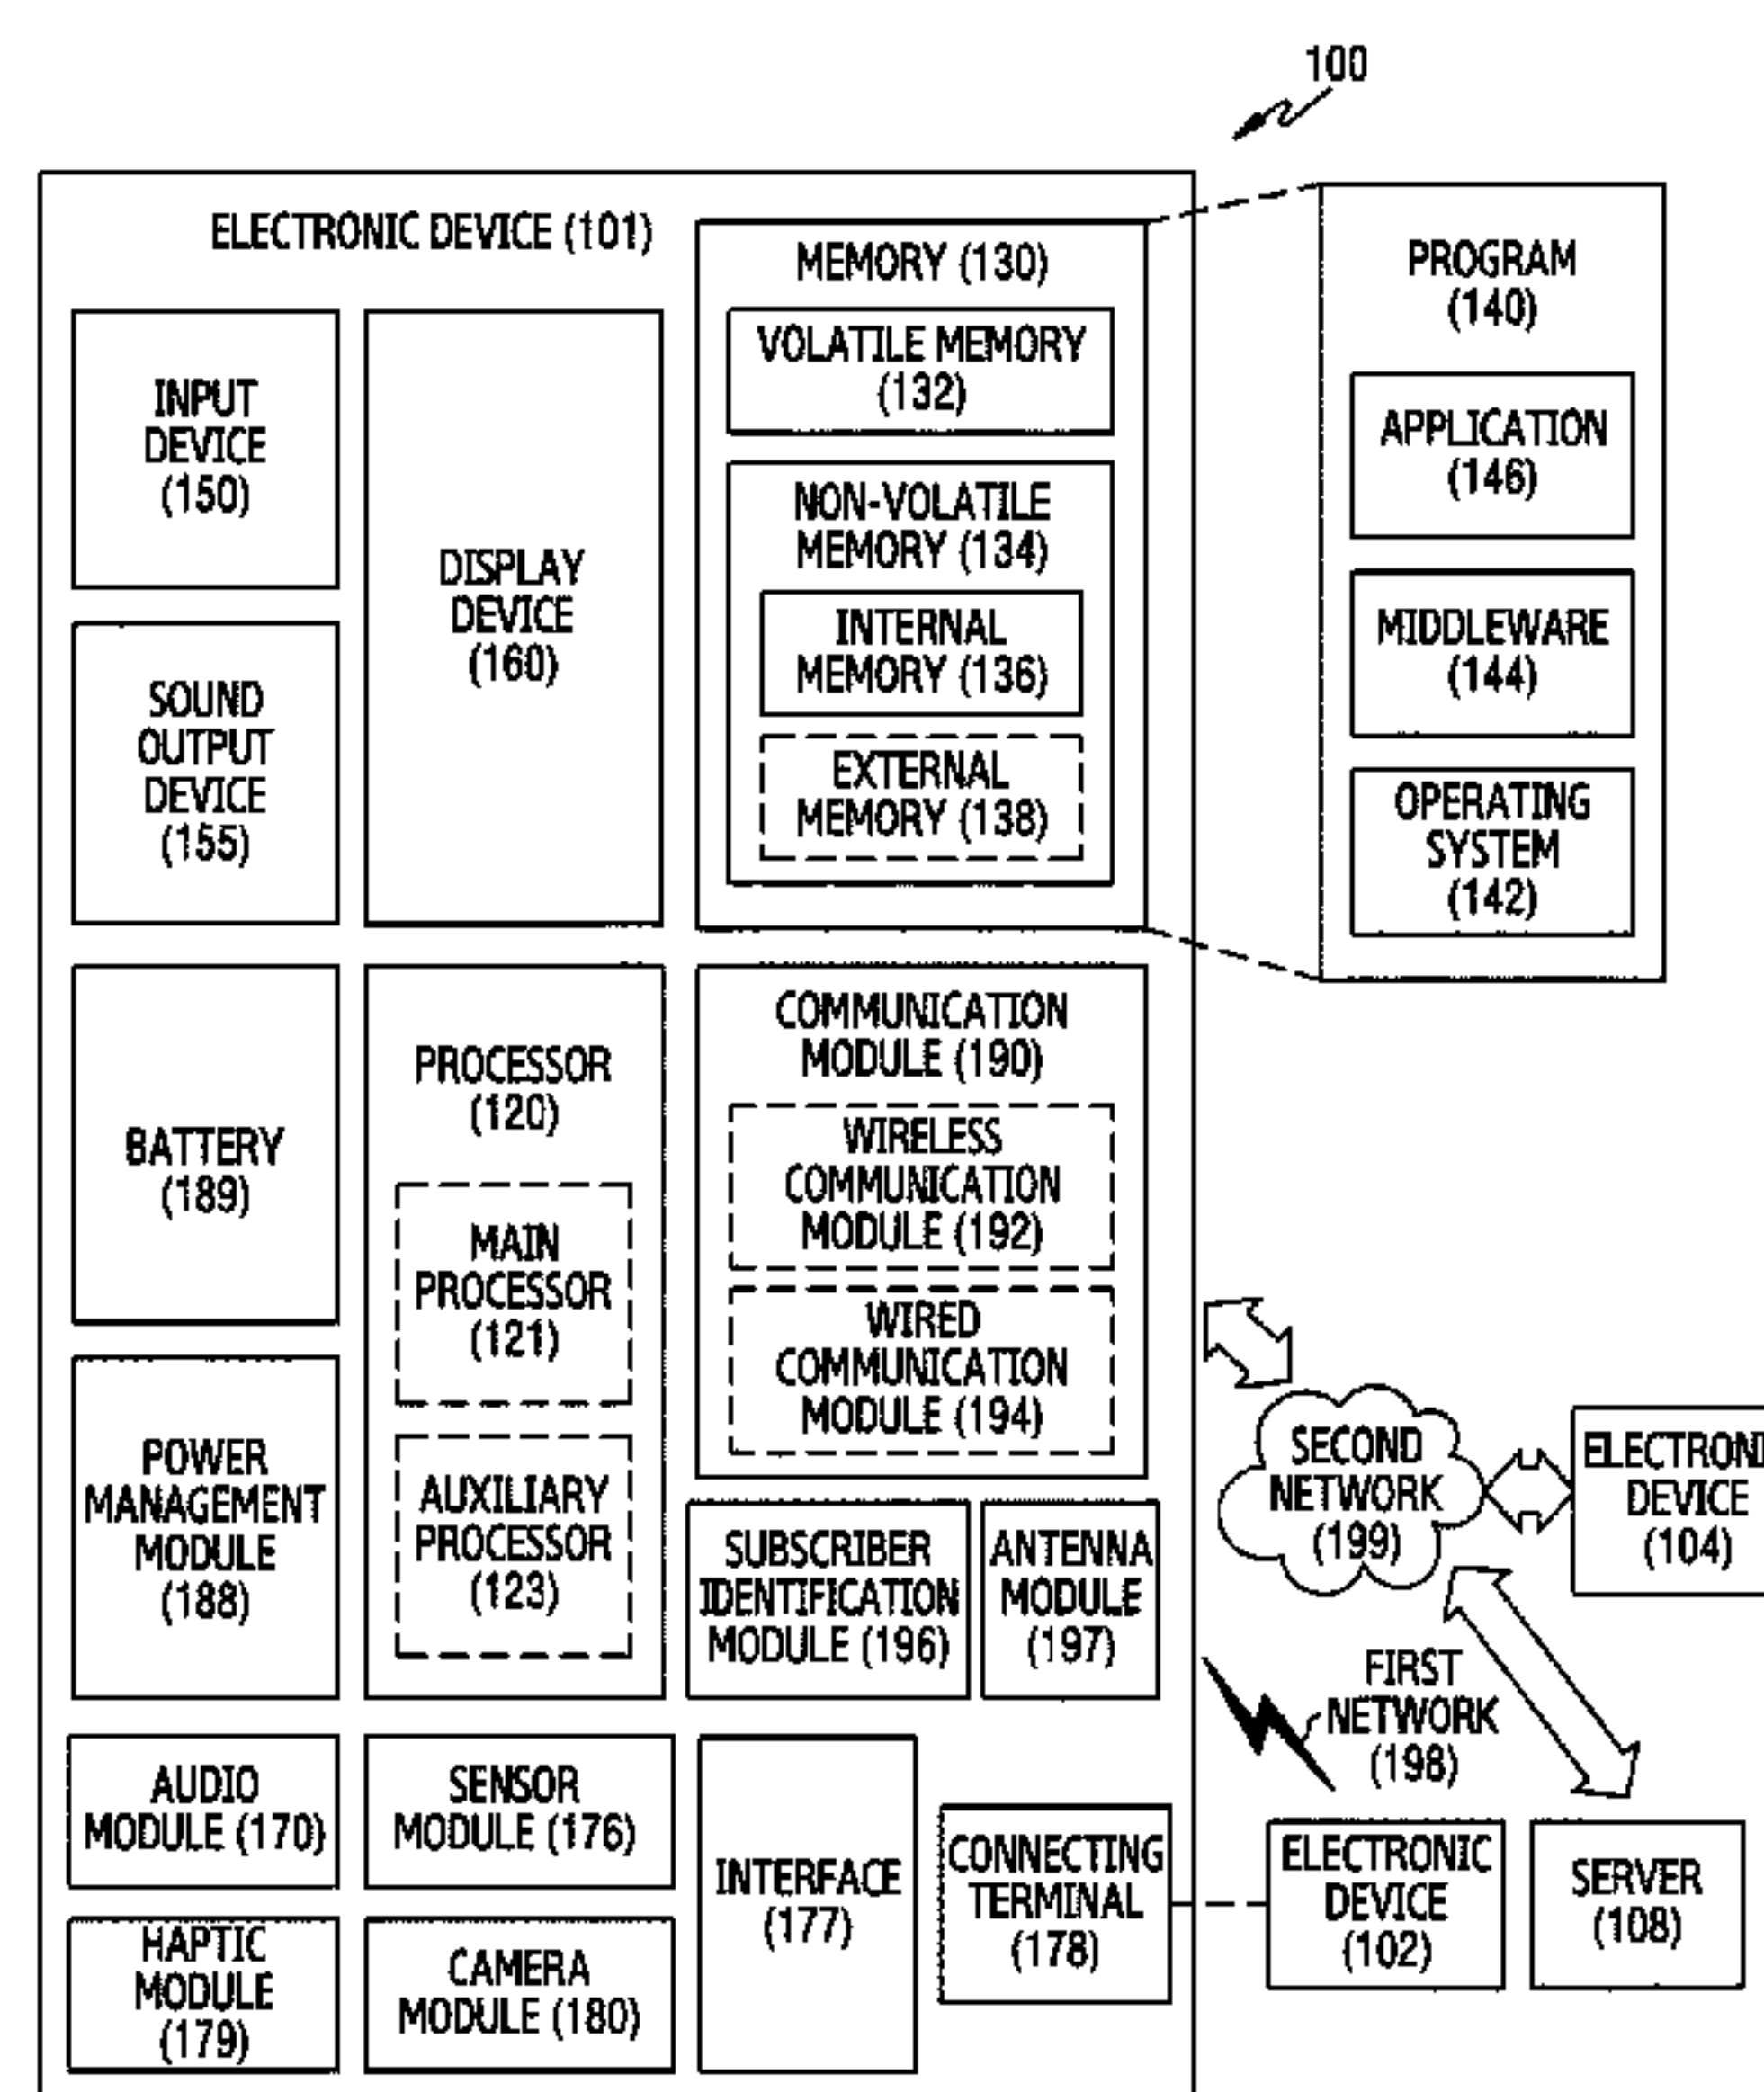 100
ELECTRONIC DEVICE (101)
MEMORY (130)
VOLATILE MEMORY
(132)
NON-VOLATILE
MEMORY (134)
INTERNAL
MEMORY (136)
EXTERNAL
MEMORY (138)
PROGRAM
(140)
APPLICATION
(146)
MIDDLEWARE
(144)
OPERATING
SYSTEM
(142)
INPUT
DEVICE
(150)
SOUND
OUTPUT
DEVICE
(155)
DISPLAY
DEVICE
(160)
BATTERY
(189)
POWER
MANAGEMENT
MODULE
(188)
PROCESSOR
(120)
MAIN
PROCESSOR
(121)
AUXILIARY
PROCESSOR
(123)
COMMUNICATION
MODULE (190)
WIRELESS
COMMUNICATION
MODULE (192)
WIRED
COMMUNICATION
MODULE (194)
SUBSCRIBER
IDENTIFICATION
MODULE (196)
ANTENNA
MODULE
(197)
SECOND
NETWORK
(199)
ELECTRONI
DEVICE
(104)
FIRST
NETWORK
(198)
AUDIO
MODULE (170)
SENSOR
MODULE (176)
HAPTIC
MODULE
(179)
CAMERA
MODULE (180)
INTERFACE
(177)
CONNECTING
TERMINAL
(178)
ELECTRONIC
DEVICE
(102)
SERVER
(108)